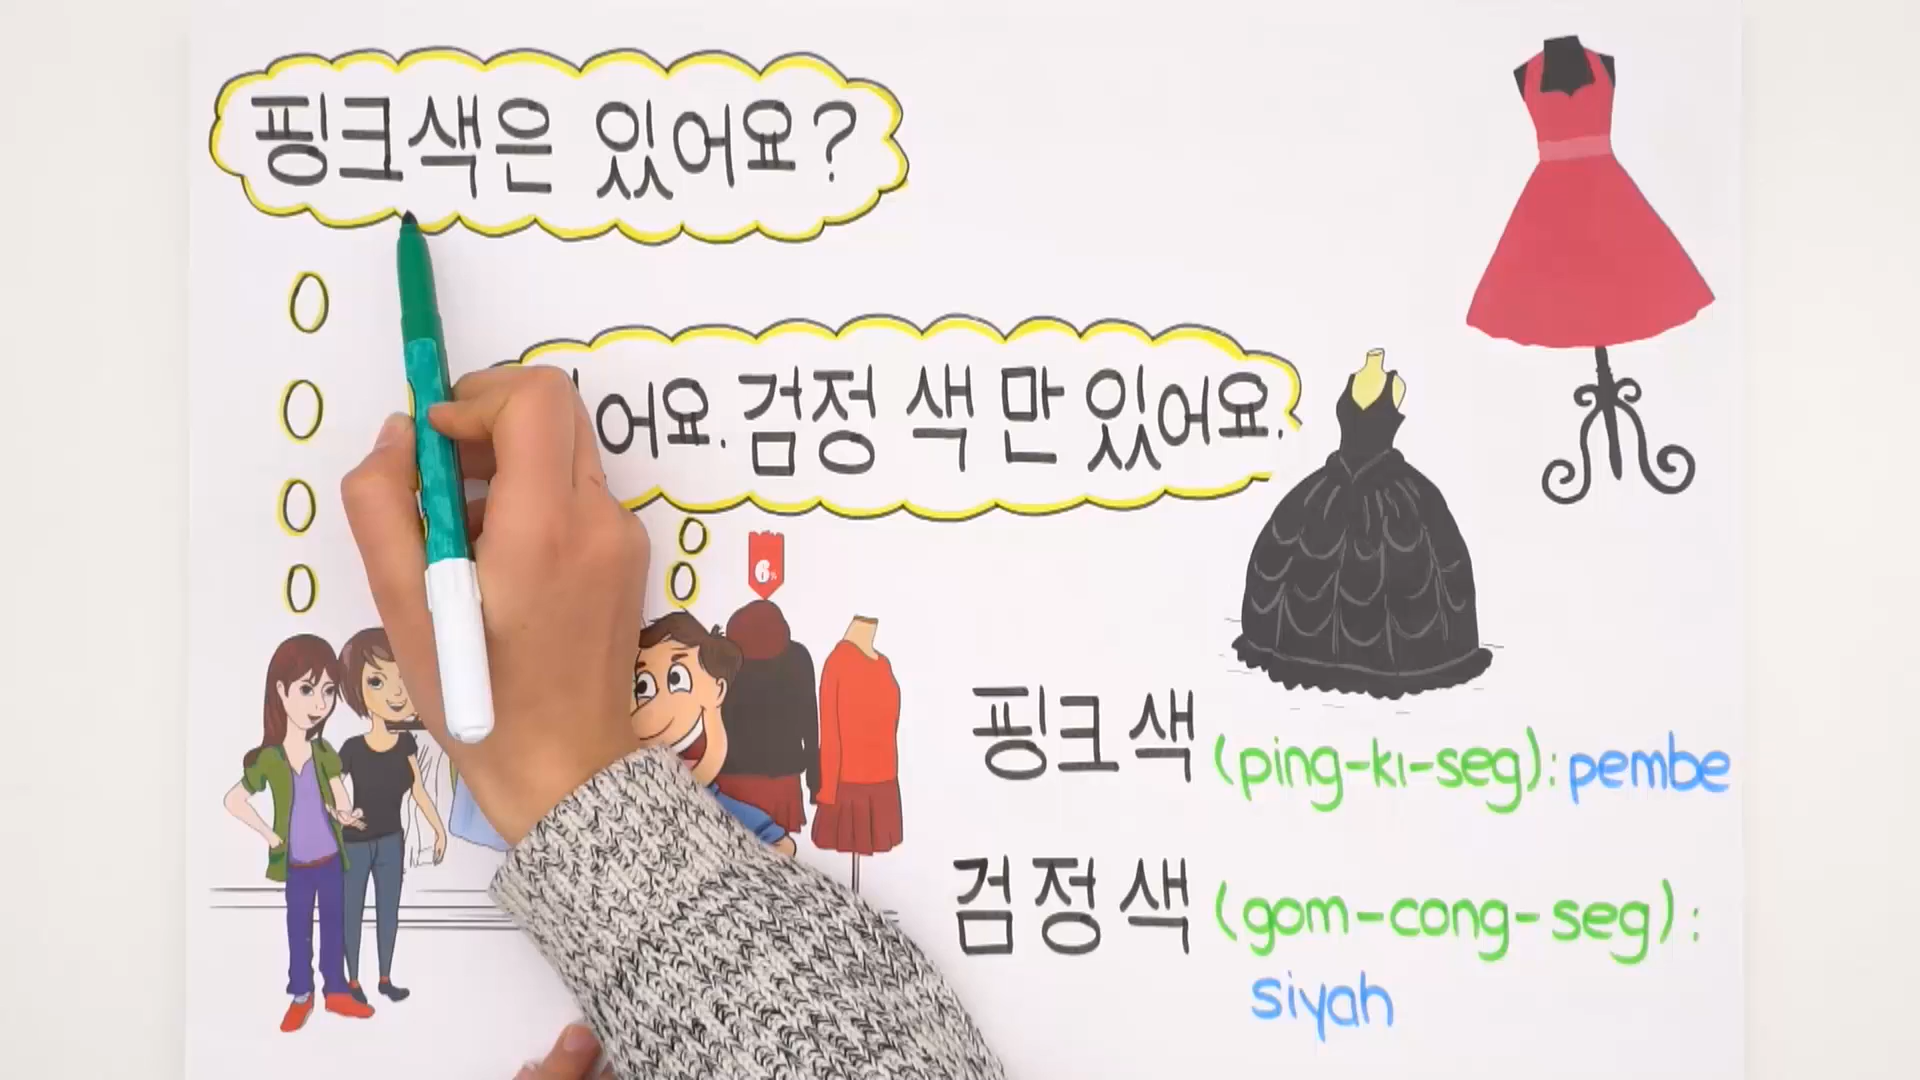 핑크색은 있어요?
어요. 검정색만 있어요.
6%
핑크색 (ping-kı-seg): pembe
검정색 (gom-cong-seg):
siyah